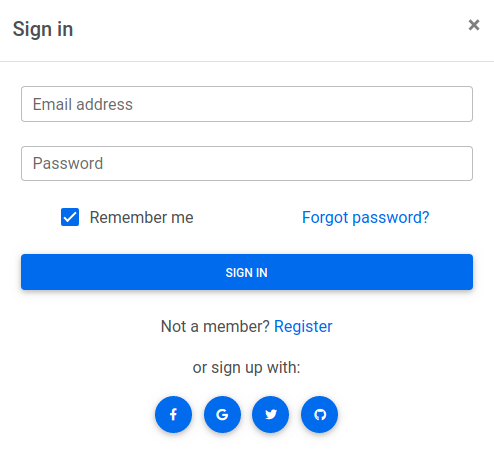 Sign in
Email address
Password
Remember me Forgot password?
SIGN IN
Not a member? Register
or sign up with: